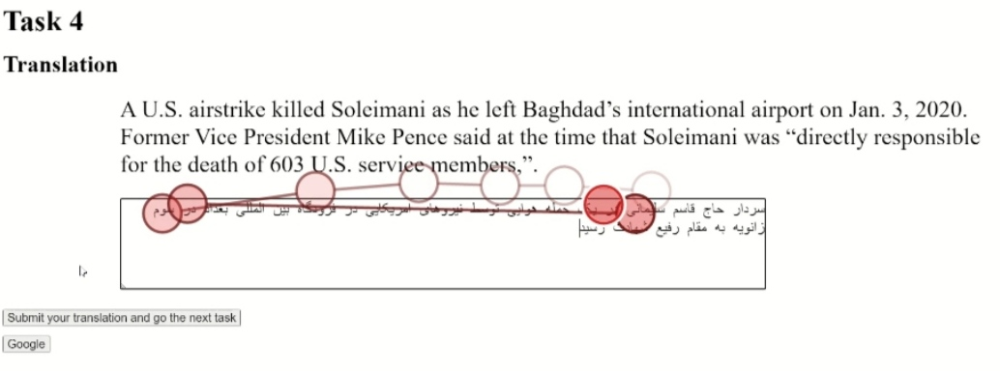 Task 4
Translation
A U.S. airstrike killed Soleimani as he left Baghdad’s international airport on Jan. 3, 2020.
Former Vice President Mike Pence said at the time that Soleimani was “directly responsible
for the death of 603 U.S. service members,”.
سردار حاج قاسم سلیمانی در یک حمله هوایی توسط نیروهای امریکایی در فرودگاه بین المللی بغداد در سوم
ژانویه به مقام رفیع شهادت رسید
Submit your translation and go the next task
Google